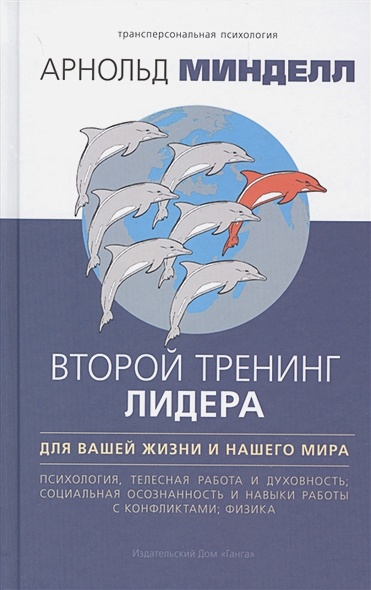 трансперсональная психология
АРНОЛЬД МИНДЕЛЛ
ВТОРОЙ ТРЕНИНГ
ЛИДЕРА
ДЛЯ ВАШЕЙ ЖИЗНИ И НАШЕГО МИРА
ПСИХОЛОГИЯ, ТЕЛЕСНАЯ РАБОТА И ДУХОВНОСТЬ;
СОЦИАЛЬНАЯ ОСОЗНАННОСТЬ И НАВЫКИ РАБОТЫ
С КОНФЛИКТАМИ; ФИЗИКА
Издательский Дом «Ганга»